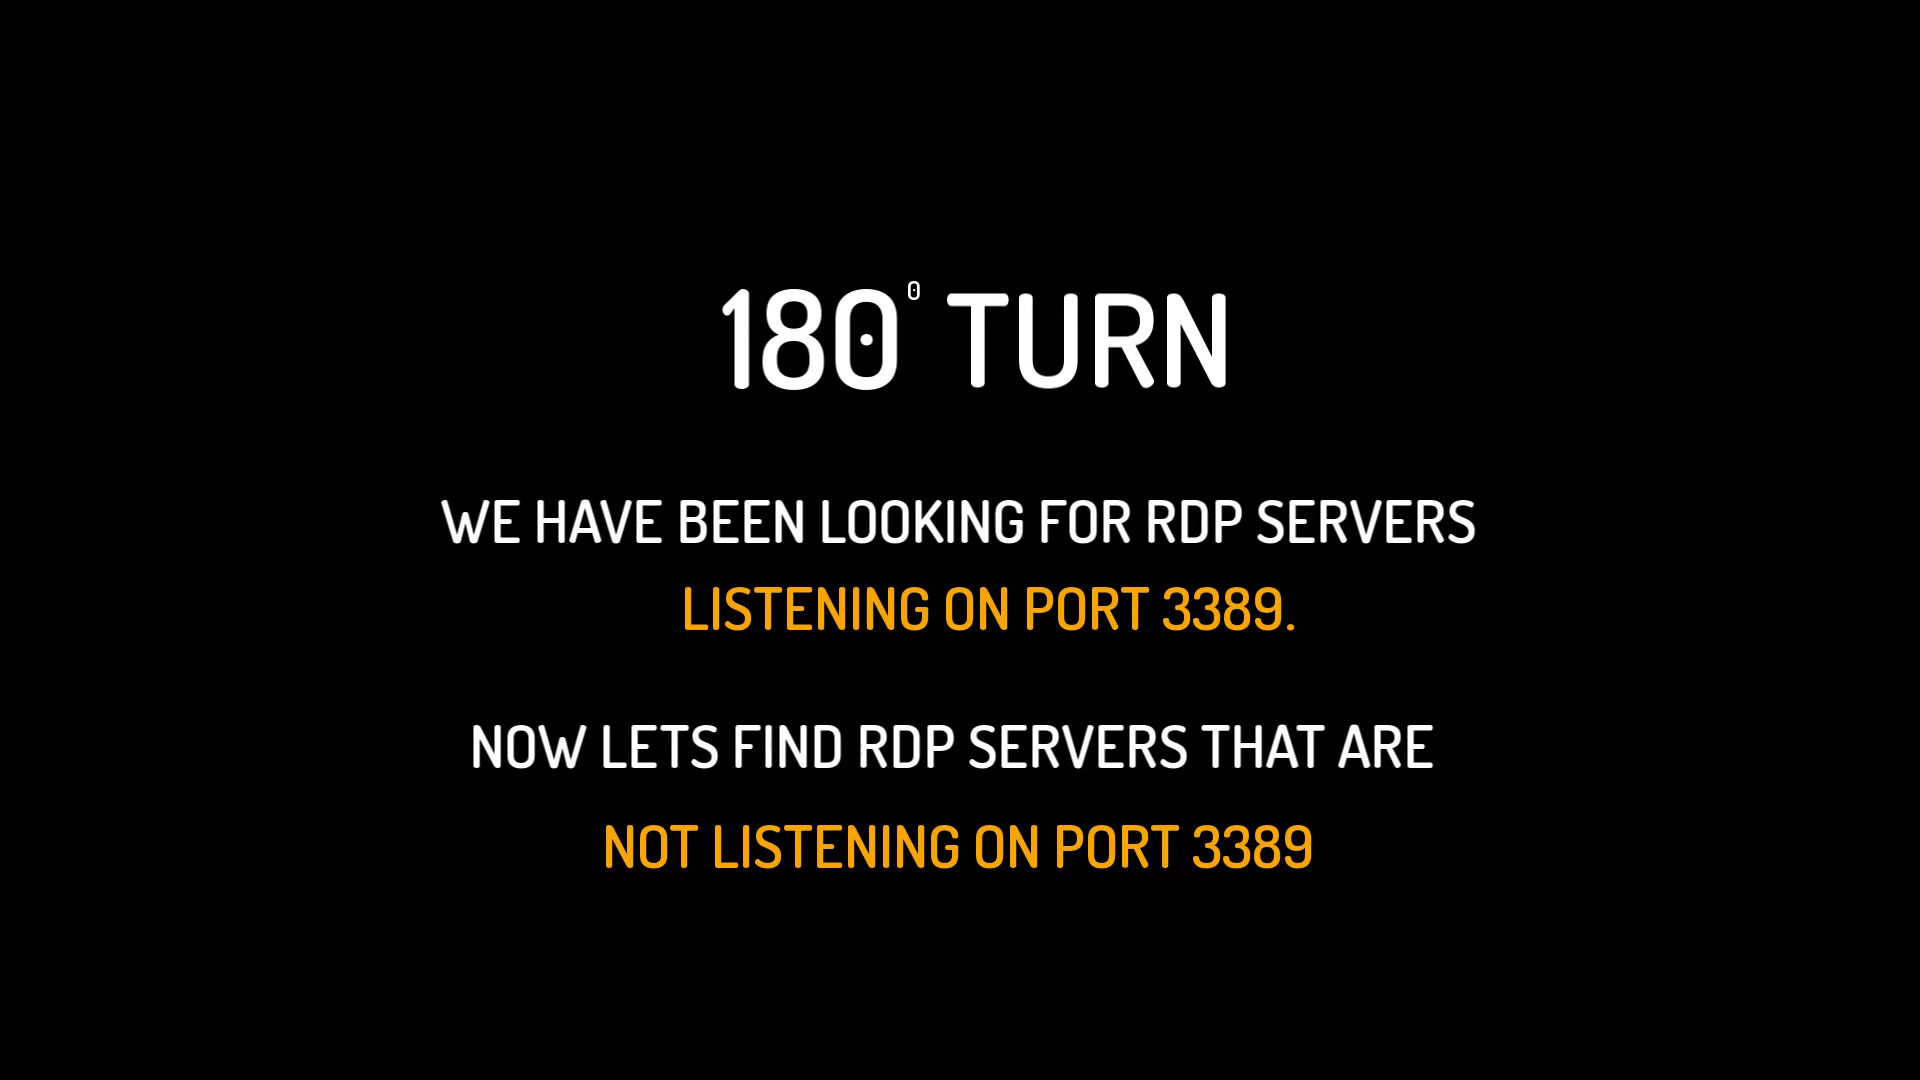 180⁰ TURN
WE HAVE BEEN LOOKING FOR RDP SERVERS
LISTENING ON PORT 3389.
NOW LETS FIND RDP SERVERS THAT ARE
NOT LISTENING ON PORT 3389